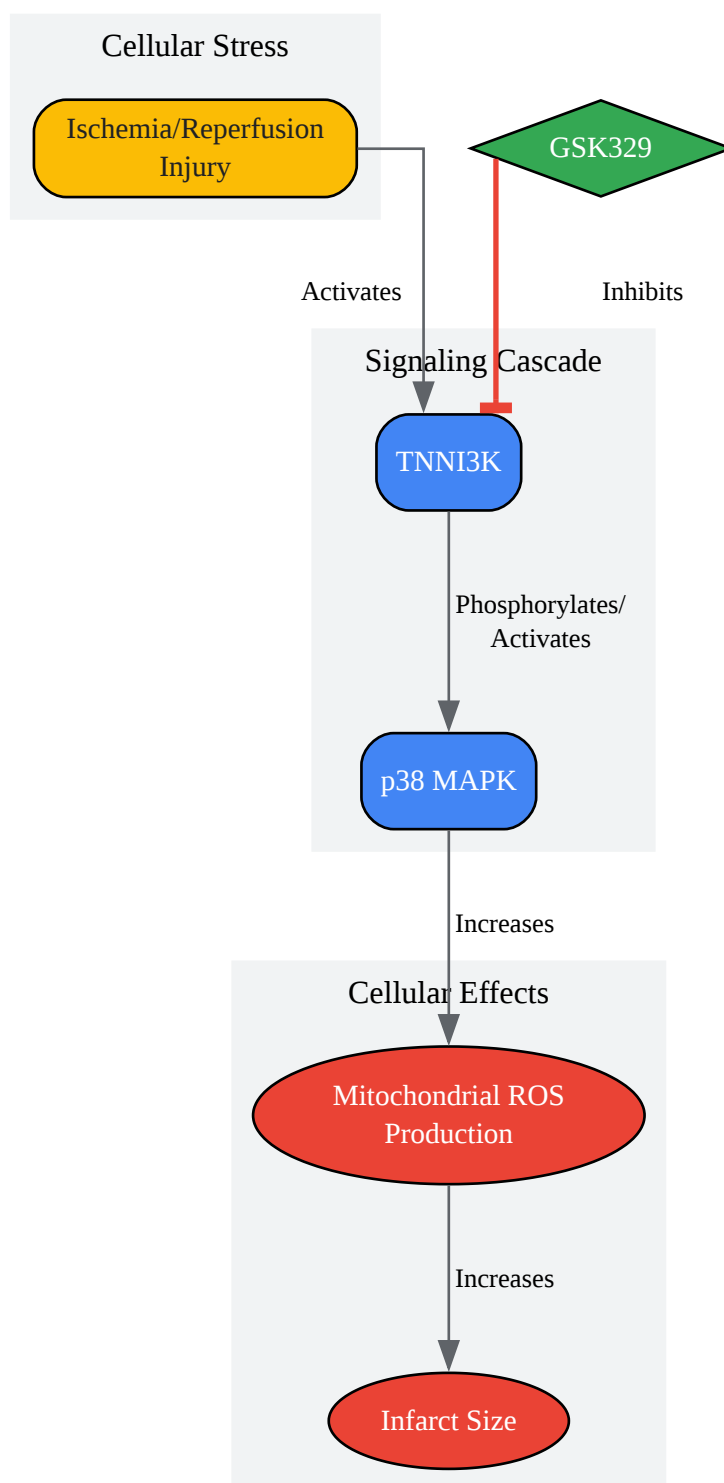 Cellular Stress
Ischemia/Reperfusion
Injury
GSK329
Activates
Inhibits
Signaling Cascade
TNNI3K
Phosphorylates/
Activates
p38 MAPK
Increases
Cellular Effects
Mitochondrial ROS
Production
Increases
Infarct Size